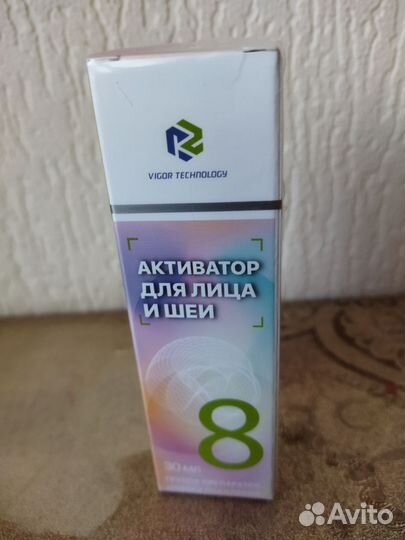 VIGOR TECHNOLOGY
АКТИВАТОР
ДЛЯ ЛИЦА
И ШЕИ
8
30 мл
Avito